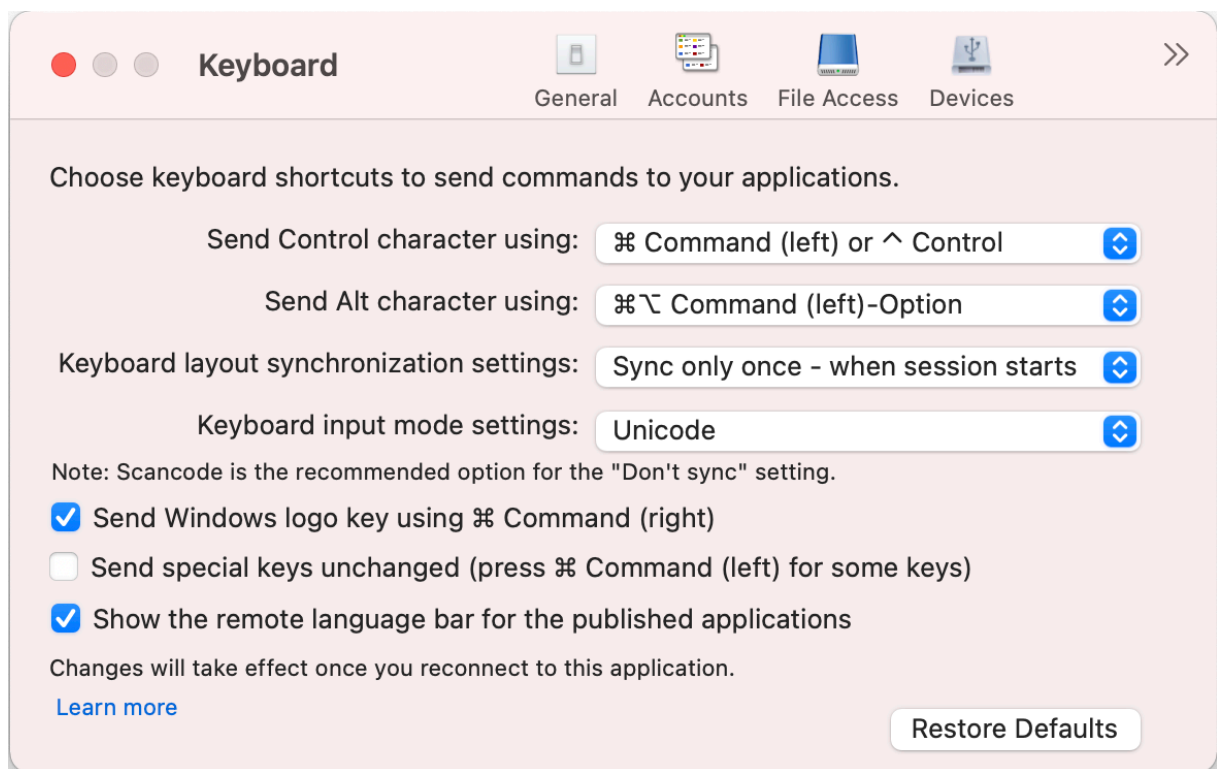 Keyboard
General
Accounts
File Access
Devices
Choose keyboard shortcuts to send commands to your applications.
Send Control character using: ⌘ Command (left) or ^ Control
Send Alt character using: ⌘⌥ Command (left)-Option
Keyboard layout synchronization settings: Sync only once - when session starts
Keyboard input mode settings: Unicode
Note: Scancode is the recommended option for the "Don't sync" setting.
Send Windows logo key using ⌘ Command (right)
Send special keys unchanged (press ⌘ Command (left) for some keys)
Show the remote language bar for the published applications
Changes will take effect once you reconnect to this application.
Learn more
Restore Defaults